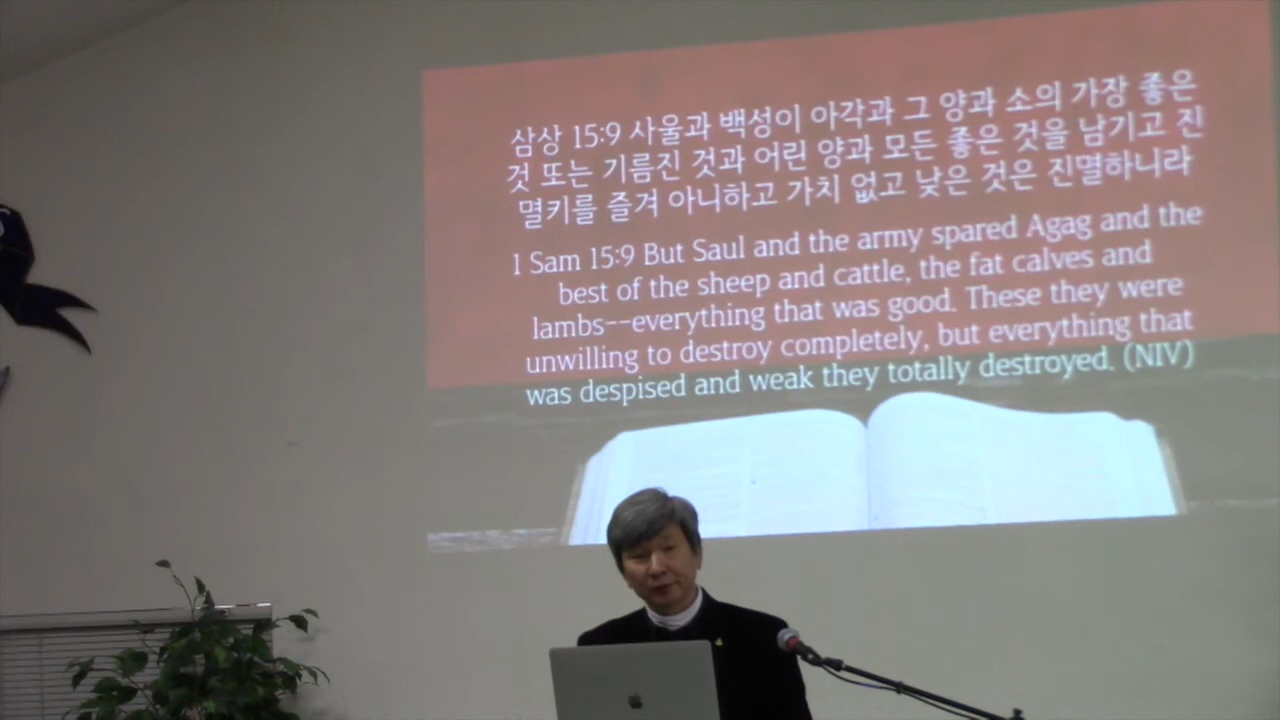 삼상 15:9 사울과 백성이 아각과 그 양과 소의 가장 좋은
것 또는 기름진 것과 어린 양과 모든 좋은 것을 남기고 진
멸키를 즐겨 아니하고 가치 없고 낮은 것은 진멸하니라
1 Sam 15:9 But Saul and the army spared Agag and the
best of the sheep and cattle, the fat calves and
lambs--everything that was good. These they were
unwilling to destroy completely, but everything that
was despised and weak they totally destroyed. (NIV)